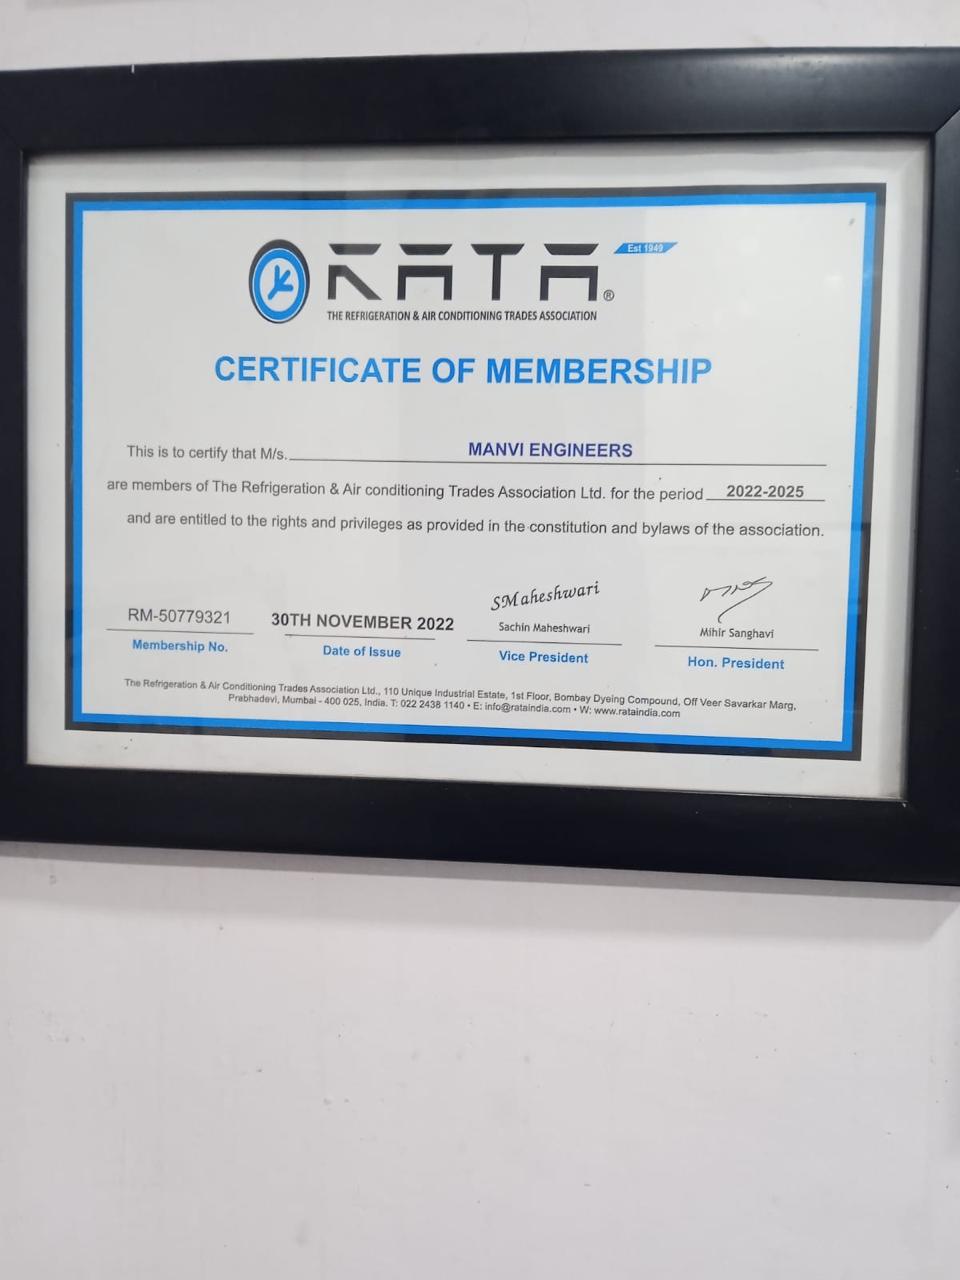 RATA®
Est 1949
THE REFRIGERATION & AIR CONDITIONING TRADES ASSOCIATION
CERTIFICATE OF MEMBERSHIP
This is to certify that M/s. MANVI ENGINEERS
are members of The Refrigeration & Air conditioning Trades Association Ltd. for the period 2022-2025
and are entitled to the rights and privileges as provided in the constitution and bylaws of the association.
SMaheshwari
RM-50779321 30TH NOVEMBER 2022 Sachin Maheshwari Mihir Sanghavi
Membership No. Date of Issue Vice President Hon. President
The Refrigeration & Air Conditioning Trades Association Ltd., 110 Unique Industrial Estate, 1st Floor, Bombay Dyeing Compound, Off Veer Savarkar Marg,
Prabhadevi, Mumbai - 400 025, India. T: 022 2438 1140 • E: info@rataindia.com • W: www.rataindia.com